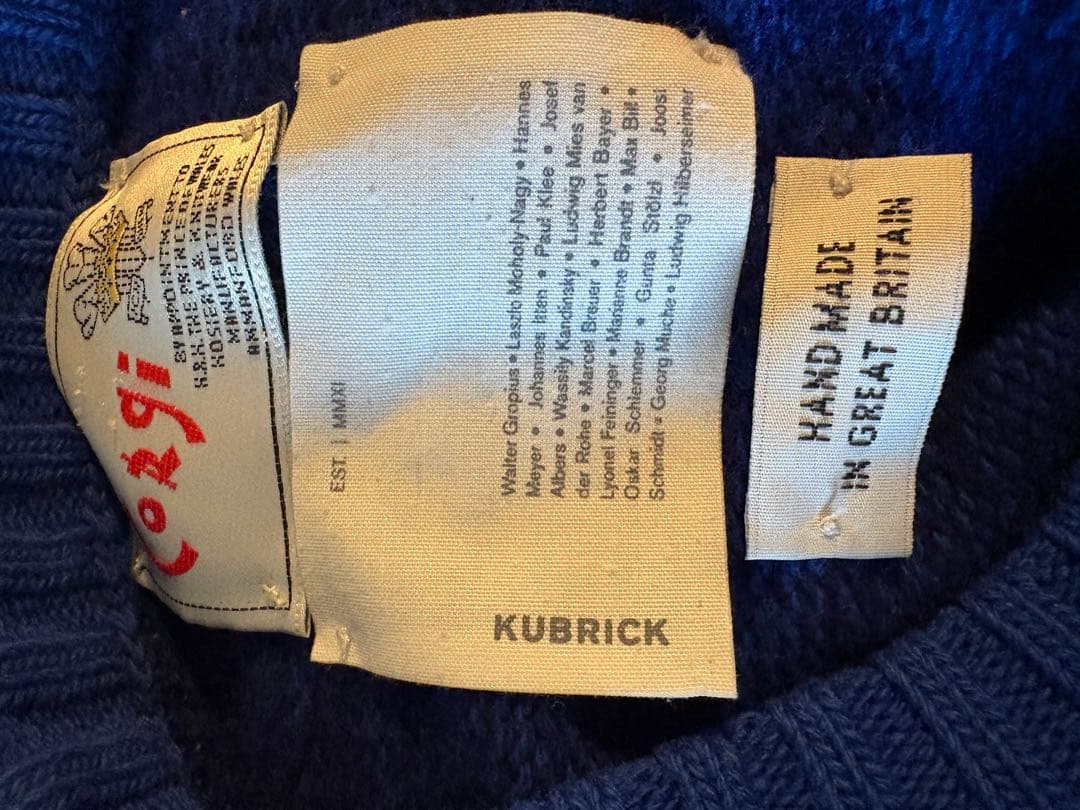 Corgi
BY APPOINTMENT TO
H.R.H. THE PRINCE OF WALES
HOSIERY & KNITWEAR
MANUFACTURERS
AMMANFORD WALES
EST. | MMXI
Walter Gropius • Laszlo Moholy-Nagy • Hannes
Meyer • Johannes Itten • Paul Klee • Josef
Albers • Wassily Kandinsky • Ludwig Mies van
der Rohe • Marcel Breuer • Herbert Bayer •
Lyonel Feininger • Marianne Brandt • Max Bill •
Oskar Schlemmer • Gunta Stölzl • Joost
Schmidt • Georg Muche • Ludwig Hilberseimer
KUBRICK
HAND MADE
IN GREAT BRITAIN